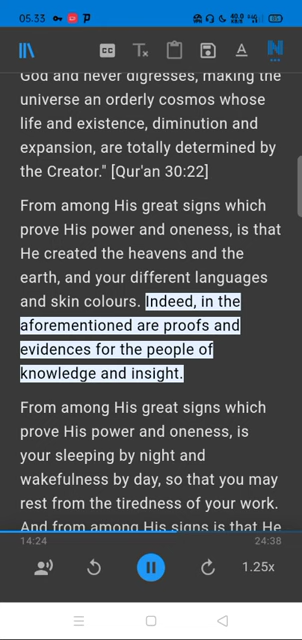 05.33
60.0
CC
God and never digresses, making the
universe an orderly cosmos whose
life and existence, diminution and
expansion, are totally determined by
the Creator." [Qur'an 30:22]
From among His great signs which
prove His power and oneness, is that
He created the heavens and the
earth, and your different languages
and skin colours. Indeed, in the
aforementioned are proofs and
evidences for the people of
knowledge and insight.
From among His great signs which
prove His power and oneness, is
your sleeping by night and
wakefulness by day, so that you may
rest from the tiredness of your work.
And from among His signs is that He
14:24
24:38
1.25x